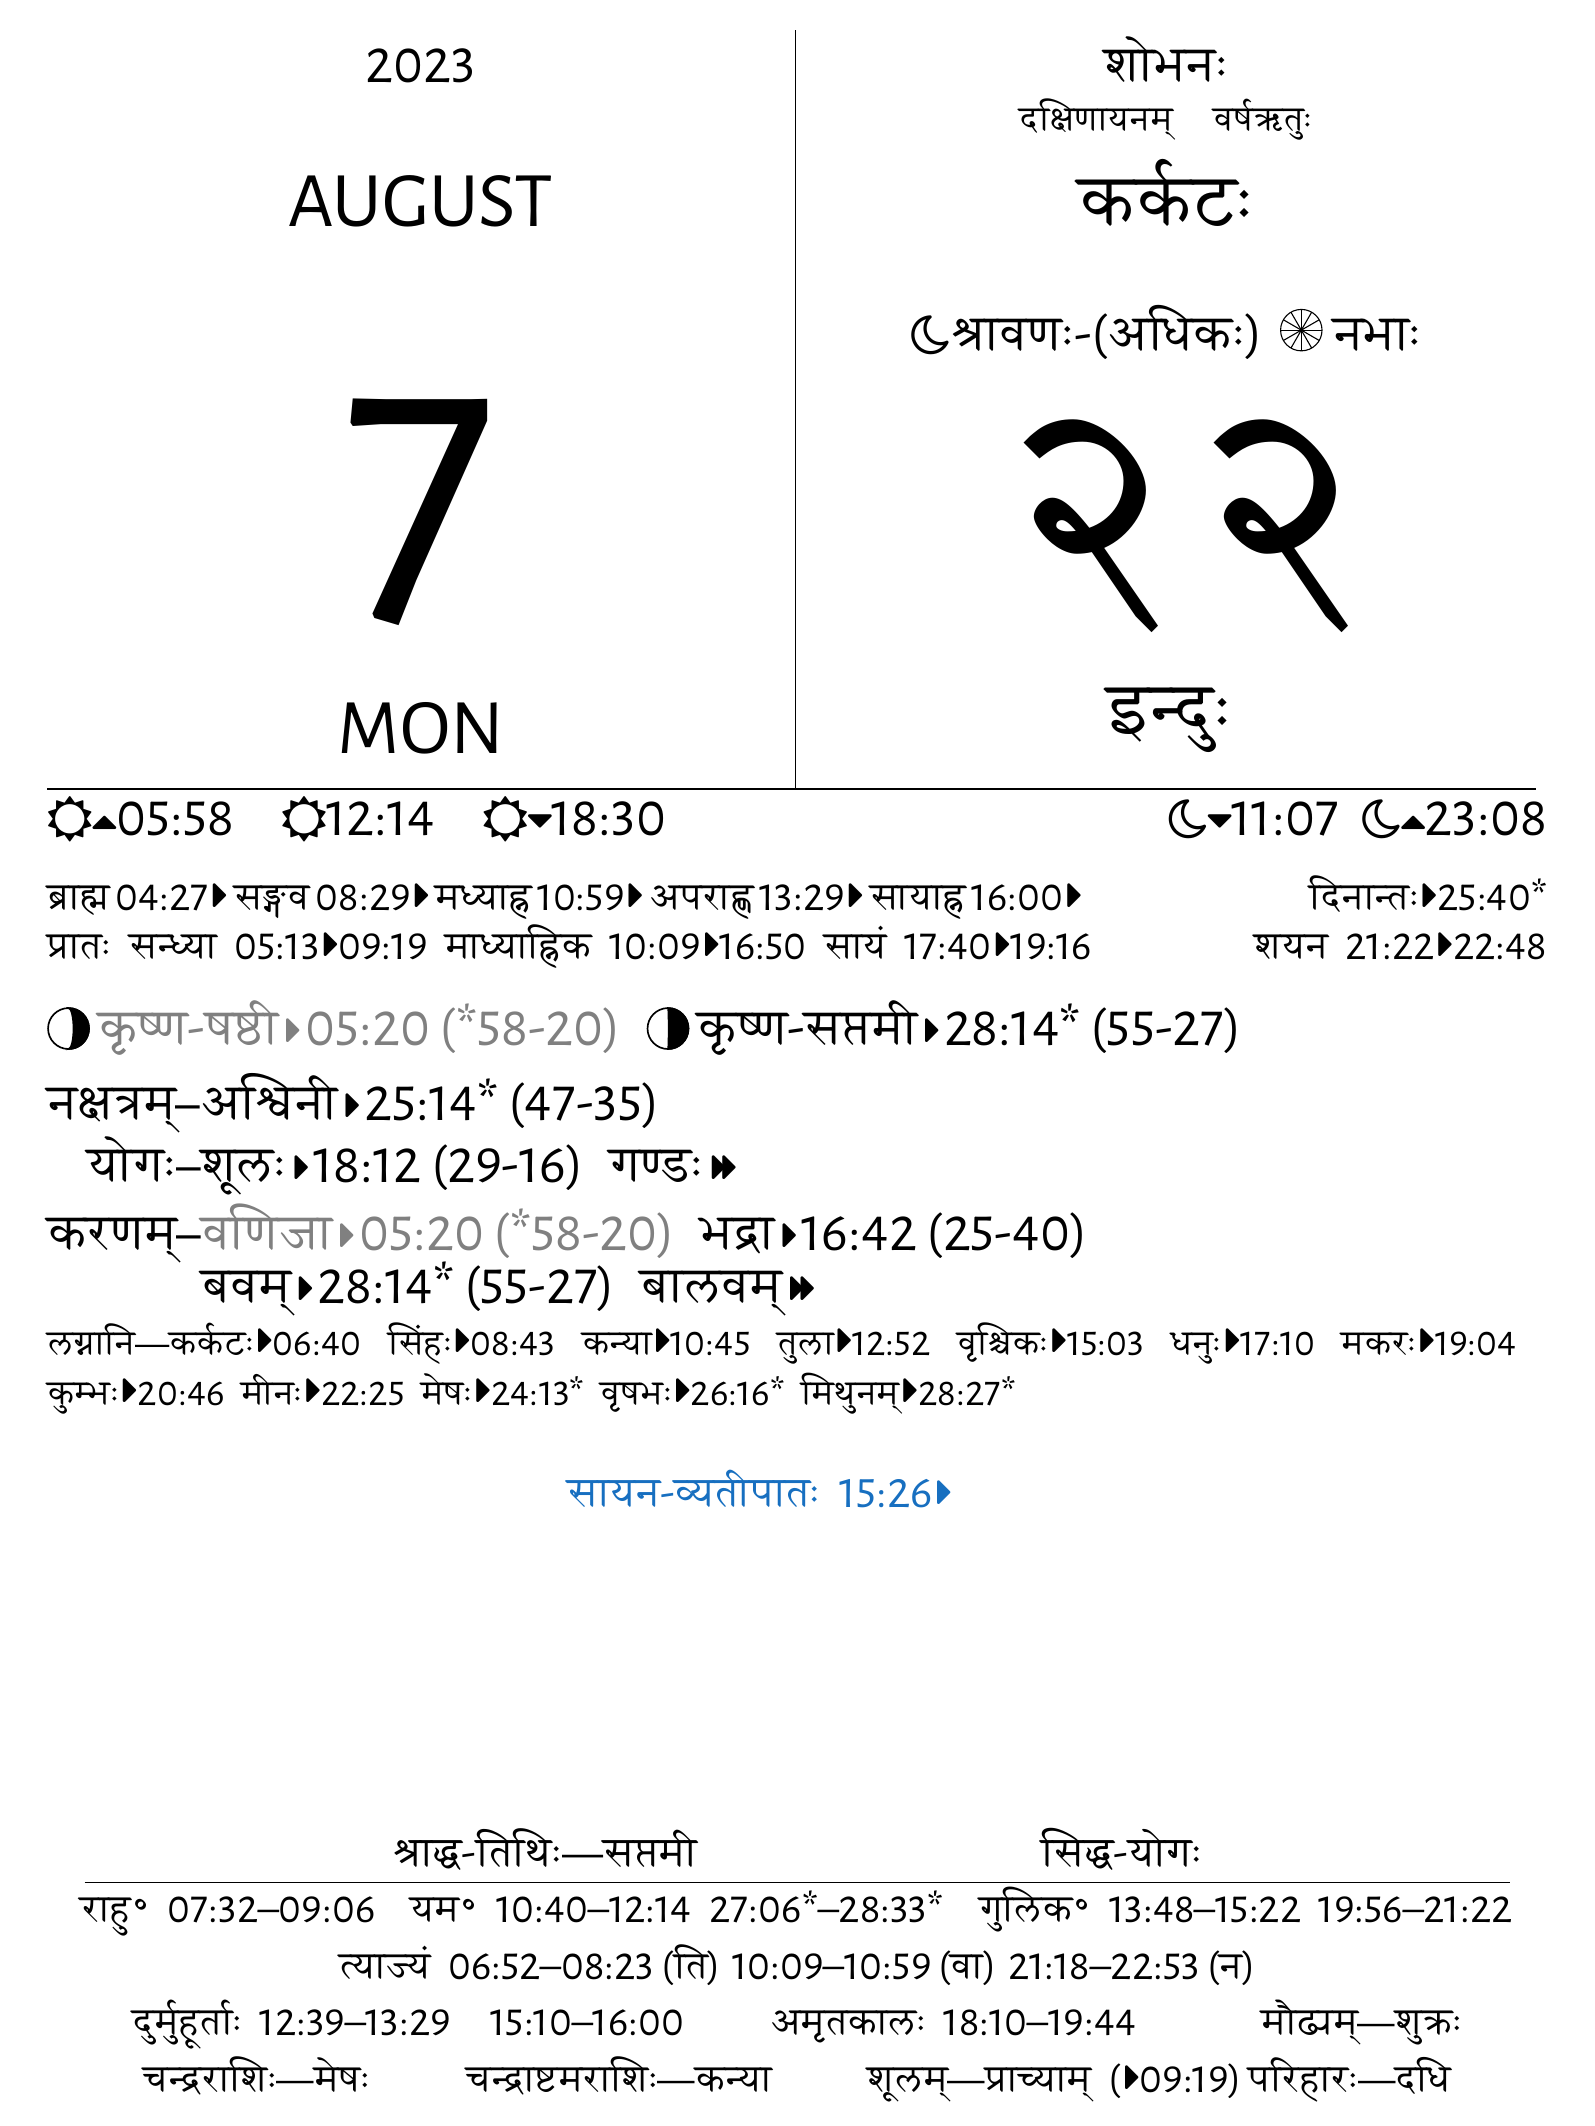 2023
AUGUST
7
MON
शोभनः
दक्षिणायनम् वर्षऋतुः
कर्कटः
श्रावणः-(अधिकः) नभाः
२२
इन्दुः
05:58 12:14 18:30 11:07 23:08
ब्राह्म 04:27 सङ्गव 08:29 मध्याह्न 10:59 अपराह्ण 13:29 सायाह्न 16:00 दिनान्तः 25:40*
प्रातः सन्ध्या 05:13 09:19 माध्याह्निक 10:09 16:50 सायं 17:40 19:16 शयन 21:22 22:48
कृष्ण-षष्ठी 05:20 (*58-20) कृष्ण-सप्तमी 28:14* (55-27)
नक्षत्रम्–अश्विनी 25:14* (47-35)
योगः–शूलः 18:12 (29-16) गण्डः
करणम्–वणिजा 05:20 (*58-20) भद्रा 16:42 (25-40)
बवम् 28:14* (55-27) बालवम्
लग्नानि—कर्कटः 06:40 सिंहः 08:43 कन्या 10:45 तुला 12:52 वृश्चिकः 15:03 धनुः 17:10 मकरः 19:04
कुम्भः 20:46 मीनः 22:25 मेषः 24:13* वृषभः 26:16* मिथुनम् 28:27*
सायन-व्यतीपातः 15:26
श्राद्ध-तिथिः—सप्तमी सिद्ध-योगः
राहु॰ 07:32–09:06 यम॰ 10:40–12:14 27:06*–28:33* गुलिक॰ 13:48–15:22 19:56–21:22
त्याज्यं 06:52–08:23 (ति) 10:09–10:59 (वा) 21:18–22:53 (न)
दुर्मुहूर्ताः 12:39–13:29 15:10–16:00 अमृतकालः 18:10–19:44 मौढ्यम्—शुक्रः
चन्द्रराशिः—मेषः चन्द्राष्टमराशिः—कन्या शूलम्—प्राच्याम् (09:19) परिहारः—दधि